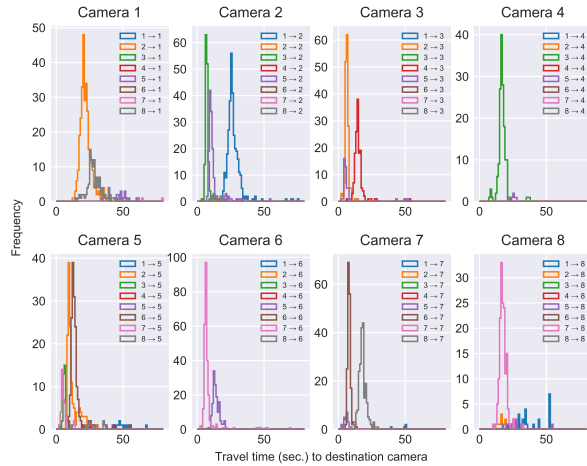 Camera 1
Camera 2
Camera 3
Camera 4
50
40
30
20
10
0
0
50
1 → 1
2 → 1
3 → 1
4 → 1
5 → 1
6 → 1
7 → 1
8 → 1
60
50
40
30
20
10
0
0
50
1 → 2
2 → 2
3 → 2
4 → 2
5 → 2
6 → 2
7 → 2
8 → 2
60
50
40
30
20
10
0
0
50
1 → 3
2 → 3
3 → 3
4 → 3
5 → 3
6 → 3
7 → 3
8 → 3
40
30
20
10
0
0
50
1 → 4
2 → 4
3 → 4
4 → 4
5 → 4
6 → 4
7 → 4
8 → 4
Frequency
Camera 5
Camera 6
Camera 7
Camera 8
40
30
20
10
0
0
50
1 → 5
2 → 5
3 → 5
4 → 5
5 → 5
6 → 5
7 → 5
8 → 5
100
80
60
40
20
0
0
50
1 → 6
2 → 6
3 → 6
4 → 6
5 → 6
6 → 6
7 → 6
8 → 6
60
40
20
0
0
50
1 → 7
2 → 7
3 → 7
4 → 7
5 → 7
6 → 7
7 → 7
8 → 7
30
20
10
0
0
50
1 → 8
2 → 8
3 → 8
4 → 8
5 → 8
6 → 8
7 → 8
8 → 8
Travel time (sec.) to destination camera